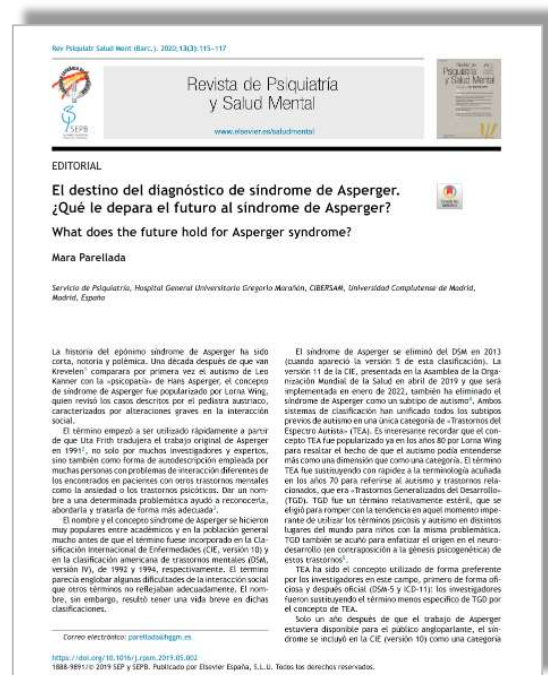 Rev Psiquiatr Salud Ment (Barc.). 2020;13(3):115---117
SEPB
Revista de Psiquiatría
y Salud Mental
www.elsevier.es/saludmental
Psiquiatría
y Salud Mental
EDITORIAL
El destino del diagnóstico de síndrome de Asperger.
¿Qué le depara el futuro al síndrome de Asperger?
What does the future hold for Asperger syndrome?
Mara Parellada
Servicio de Psiquiatría, Hospital General Universitario Gregorio Marañón, CIBERSAM, Universidad Complutense de Madrid,
Madrid, España
La historia del epónimo síndrome de Asperger ha sido
corta, notoria y polémica. Una década después de que van
Krevelen1 comparara por primera vez el autismo de Leo
Kanner con la «psicopatía» de Hans Asperger, el concepto
de síndrome de Asperger fue popularizado por Lorna Wing,
quien revisó los casos descritos por el pediatra austriaco,
caracterizados por alteraciones graves en la interacción
social.
El término empezó a ser utilizado rápidamente a partir
de que Uta Frith tradujera el trabajo original de Asperger
en 19912, no solo por muchos investigadores y expertos,
sino también como forma de autodescripción empleada por
muchas personas con problemas de interacción diferentes de
los encontrados en pacientes con otros trastornos mentales
como la ansiedad o los trastornos psicóticos. Dar un nom-
bre a una determinada problemática ayudó a reconocerla,
abordarla y tratarla de forma más adecuada3.
El nombre y el concepto síndrome de Asperger se hicieron
muy populares entre académicos y en la población general
mucho antes de que el término fuese incorporado en la Cla-
sificación Internacional de Enfermedades (CIE, versión 10) y
en la clasificación americana de trastornos mentales (DSM,
versión IV), de 1992 y 1994, respectivamente. El término
parecía englobar algunas dificultades de la interacción social
que otros términos no reflejaban adecuadamente. El nom-
bre, sin embargo, resultó tener una vida breve en dichas
clasificaciones.
Correo electrónico: parellada@hggm.es
El síndrome de Asperger se eliminó del DSM en 2013
(cuando apareció la versión 5 de esta clasificación). La
versión 11 de la CIE, presentada en la Asamblea de la Orga-
nización Mundial de la Salud en abril de 2019 y que será
implementada en enero de 2022, también ha eliminado el
síndrome de Asperger como un subtipo de autismo4. Ambos
sistemas de clasificación han unificado todos los subtipos
previos de autismo en una única categoría de «Trastornos del
Espectro Autista» (TEA). Es interesante recordar que el con-
cepto TEA fue popularizado ya en los años 80 por Lorna Wing
para resaltar el hecho de que el autismo podía entenderse
más como una dimensión que como una categoría. El término
TEA fue sustituyendo con rapidez a la terminología acuñada
en los años 70 para referirse al autismo y trastornos rela-
cionados, que era «Trastornos Generalizados del Desarrollo»
(TGD). TGD fue un término relativamente estéril, que se
eligió para romper con la tendencia en aquel momento impe-
rante de utilizar los términos psicosis y autismo en distintos
lugares del mundo para niños con la misma problemática.
TGD también se acuñó para enfatizar el origen en el neuro-
desarrollo (en contraposición a la génesis psicogenética) de
estos trastornos5.
TEA ha sido el concepto utilizado de forma preferente
por los investigadores en este campo, primero de forma ofi-
ciosa y después oficial (DSM-5 y ICD-11): los investigadores
fueron sustituyendo el término menos específico de TGD por
el concepto de TEA.
Solo un año después de que el trabajo de Asperger
estuviera disponible para el público angloparlante, el sín-
drome se incluyó en la CIE (versión 10) como una categoría
https://doi.org/10.1016/j.rpsm.2019.05.002
1888-9891/© 2019 SEP y SEPB. Publicado por Elsevier España, S.L.U. Todos los derechos reservados.